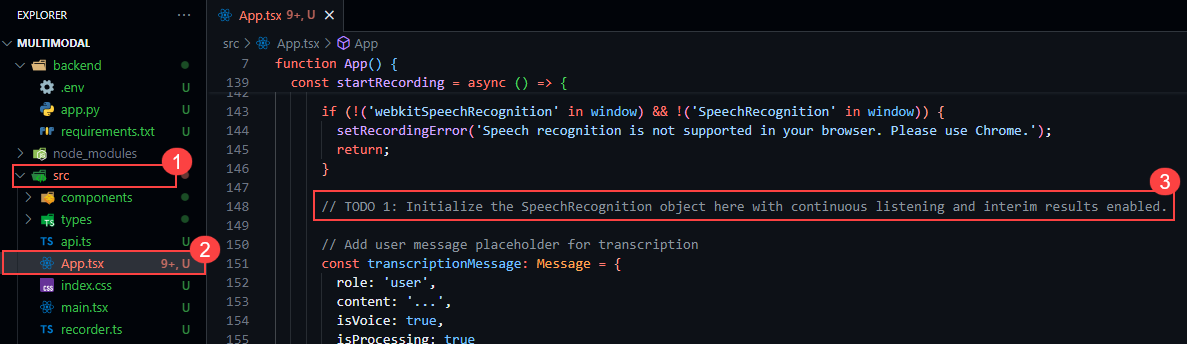 EXPLORER ···
MULTIMODAL
backend
.env U
app.py U
requirements.txt U
node_modules
1
src
components
types
TS api.ts U
2
App.tsx 9+, U
index.css U
main.tsx U
TS recorder.ts U
App.tsx 9+, U
src > App.tsx > App
7 function App() {
139 const startRecording = async () => {
142
143 if (!('webkitSpeechRecognition' in window) && !('SpeechRecognition' in window)) {
144 setRecordingError('Speech recognition is not supported in your browser. Please use Chrome.');
145 return;
146 }
147
3
148 // TODO 1: Initialize the SpeechRecognition object here with continuous listening and interim results enabled.
149
150 // Add user message placeholder for transcription
151 const transcriptionMessage: Message = {
152 role: 'user',
153 content: '...',
154 isVoice: true,
155 isProcessing: true